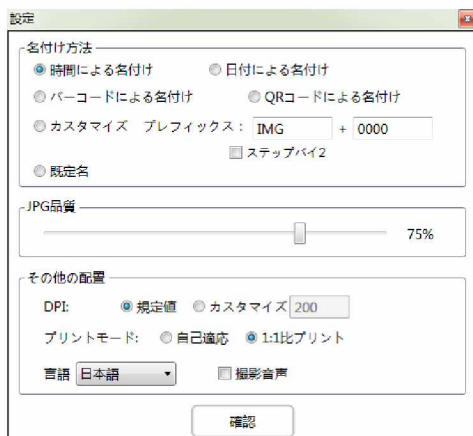 設定
名付け方法
時間による名付け 日付による名付け
バーコードによる名付け QRコードによる名付け
カスタマイズ プレフィックス： IMG + 0000
ステップバイ2
既定名
JPG品質
75%
その他の配置
DPI: 規定値 カスタマイズ 200
プリントモード: 自己適応 1:1比プリント
言語 日本語 撮影音声
確認